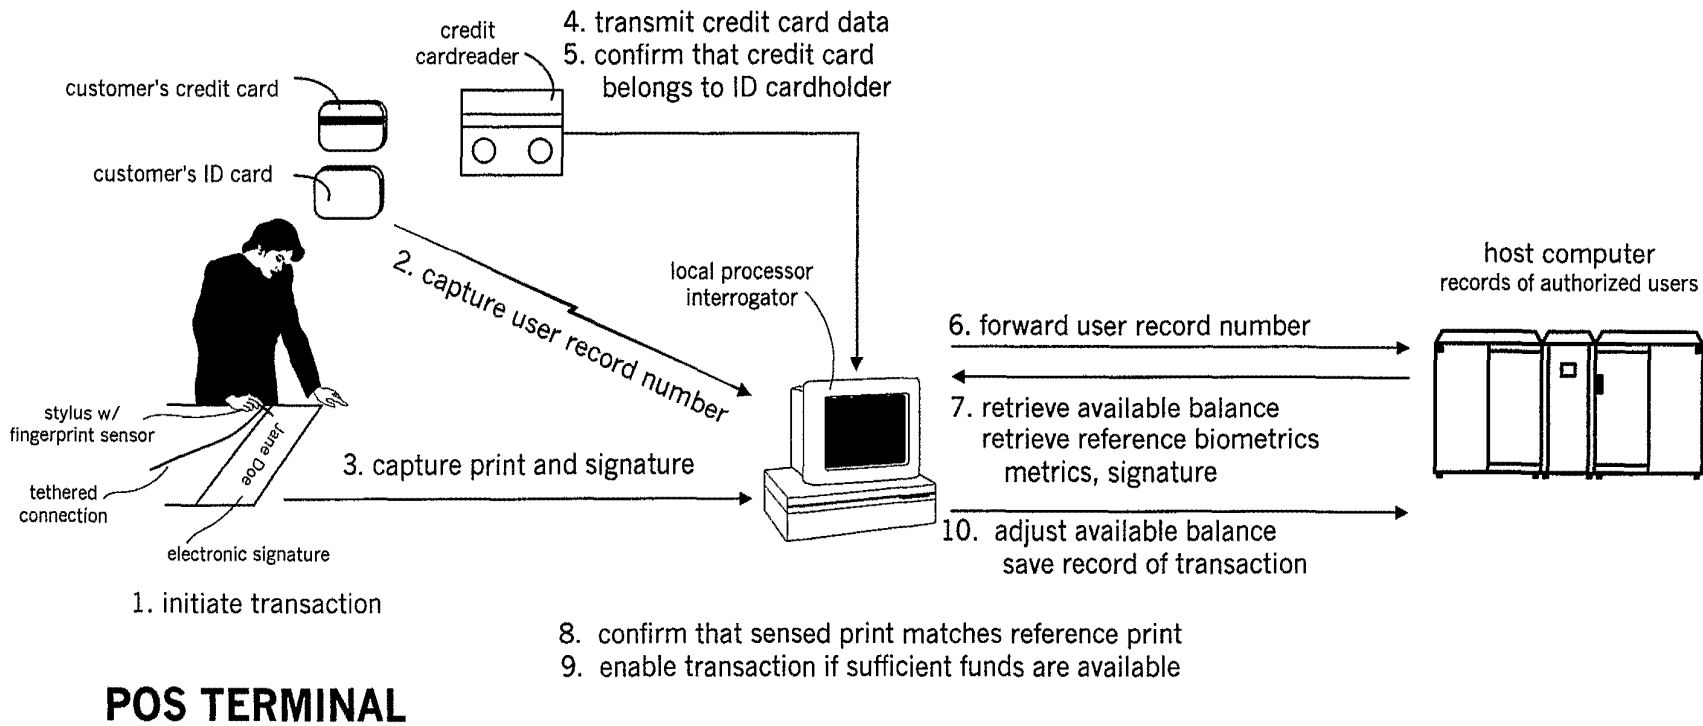 credit
cardreader
4. transmit credit card data
5. confirm that credit card
belongs to ID cardholder
customer's credit card
customer's ID card
2. capture user record number
local processor
interrogator
host computer
records of authorized users
6. forward user record number
7. retrieve available balance
retrieve reference biometrics
metrics, signature
stylus w/
fingerprint sensor
Jane Doe
3. capture print and signature
tethered
connection
electronic signature
10. adjust available balance
save record of transaction
1. initiate transaction
8. confirm that sensed print matches reference print
9. enable transaction if sufficient funds are available
POS TERMINAL